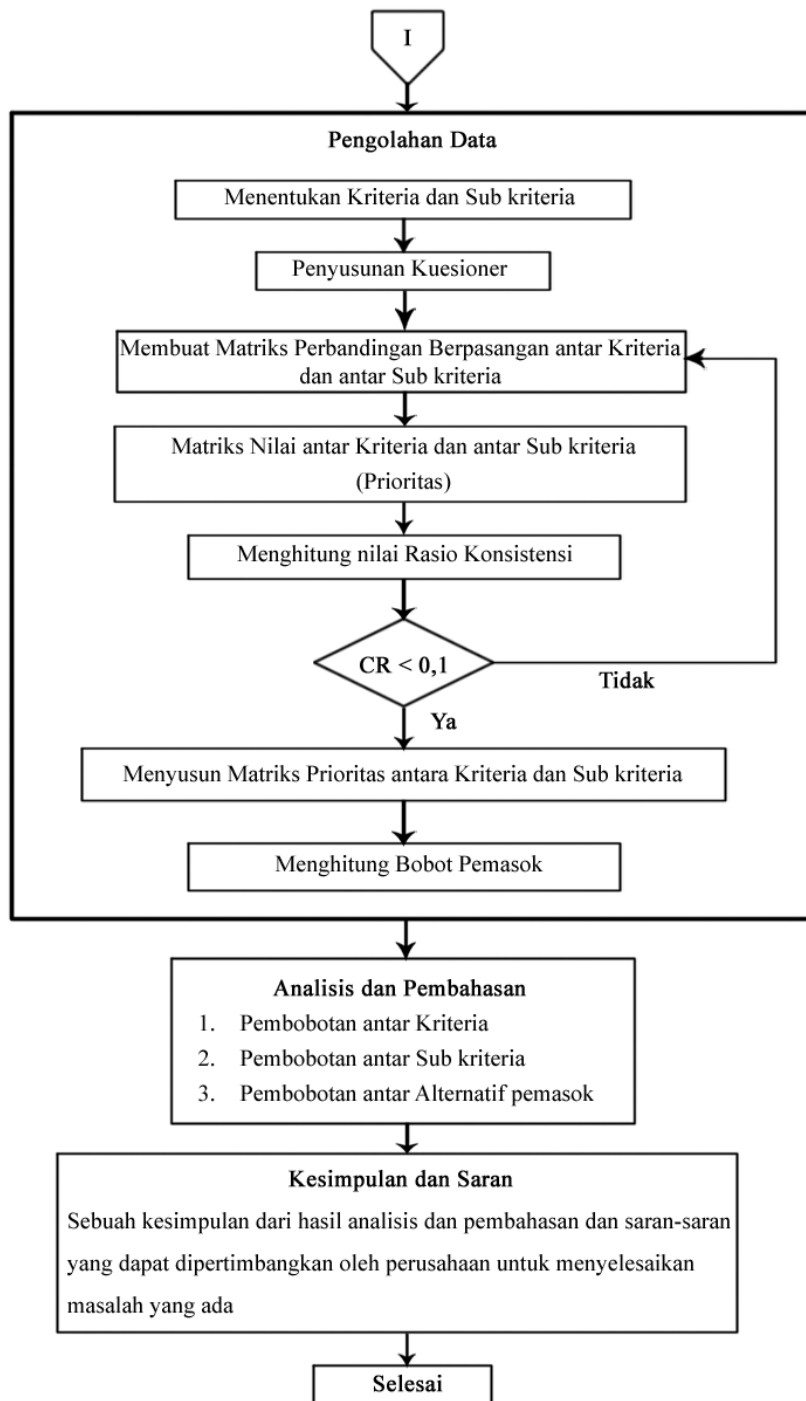 I
Pengolahan Data
Menentukan Kriteria dan Sub kriteria
Penyusunan Kuesioner
Membuat Matriks Perbandingan Berpasangan antar Kriteria
dan antar Sub kriteria
Matriks Nilai antar Kriteria dan antar Sub kriteria
(Prioritas)
Menghitung nilai Rasio Konsistensi
CR < 0,1
Tidak
Ya
Menyusun Matriks Prioritas antara Kriteria dan Sub kriteria
Menghitung Bobot Pemasok
Analisis dan Pembahasan
1. Pembobotan antar Kriteria
2. Pembobotan antar Sub kriteria
3. Pembobotan antar Alternatif pemasok
Kesimpulan dan Saran
Sebuah kesimpulan dari hasil analisis dan pembahasan dan saran-saran
yang dapat dipertimbangkan oleh perusahaan untuk menyelesaikan
masalah yang ada
Selesai